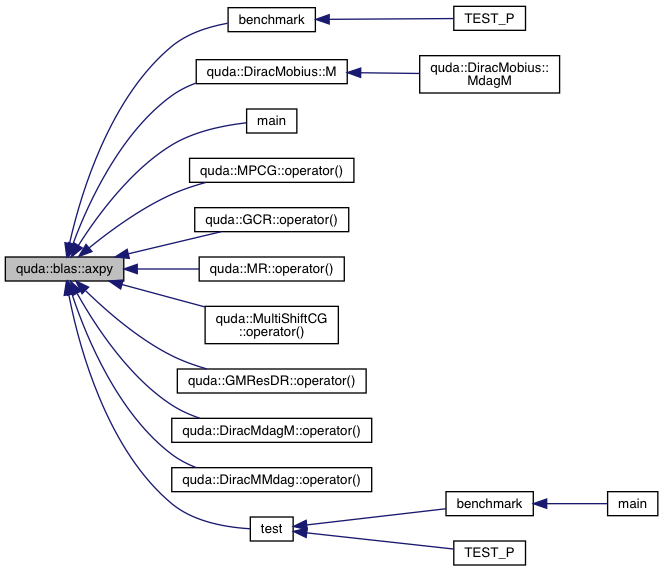 benchmark
TEST_P
quda::DiracMobius::M
quda::DiracMobius::
MdagM
main
quda::MPCG::operator()
quda::GCR::operator()
quda::blas::axpy
quda::MR::operator()
quda::MultiShiftCG
::operator()
quda::GMResDR::operator()
quda::DiracMdagM::operator()
quda::DiracMMdag::operator()
test
benchmark
main
TEST_P